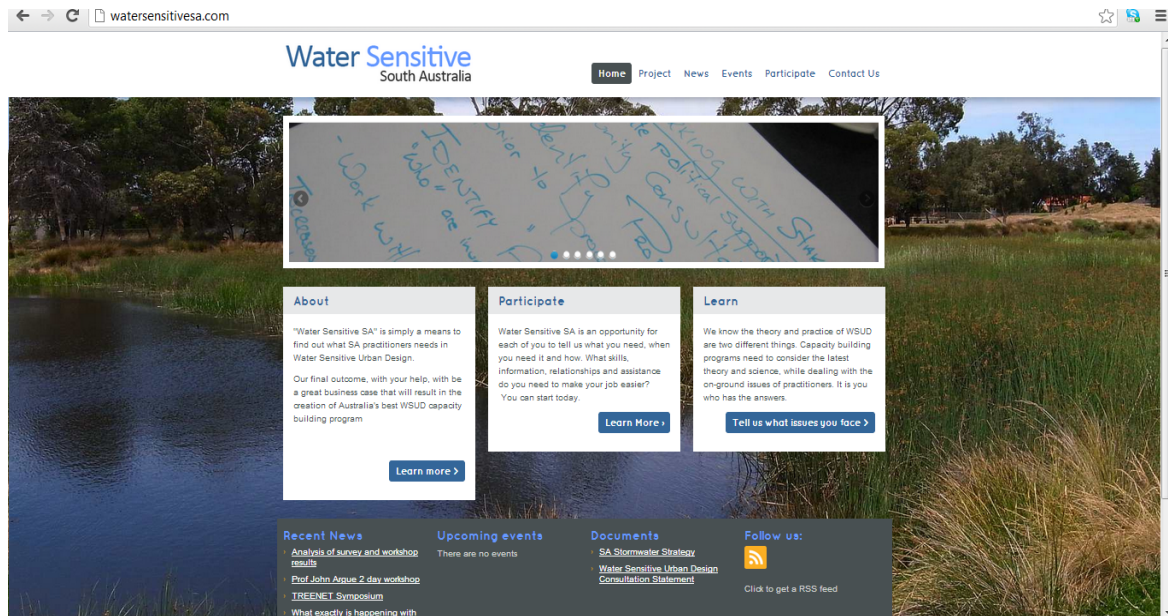 watersensitivesa.com
Water Sensitive
South Australia
Home Project News Events Participate Contact Us
IDENTIFY
"Who" are
- Work with
prior to
Identify
political support
About
"Water Sensitive SA" is simply a means to
find out what SA practitioners needs in
Water Sensitive Urban Design.
Our final outcome, with your help, with be
a great business case that will result in the
creation of Australia's best WSUD capacity
building program
Learn more >
Participate
Water Sensitive SA is an opportunity for
each of you to tell us what you need, when
you need it and how. What skills,
information, relationships and assistance
do you need to make your job easier?
You can start today.
Learn More ›
Learn
We know the theory and practice of WSUD
are two different things. Capacity building
programs need to consider the latest
theory and science, while dealing with the
on-ground issues of practitioners. It is you
who has the answers.
Tell us what issues you face >
Recent News
Analysis of survey and workshop
results
Prof John Argue 2 day workshop
TREENET Symposium
What exactly is happening with
Upcoming events
There are no events
Documents
SA Stormwater Strategy
Water Sensitive Urban Design
Consultation Statement
Follow us:
Click to get a RSS feed